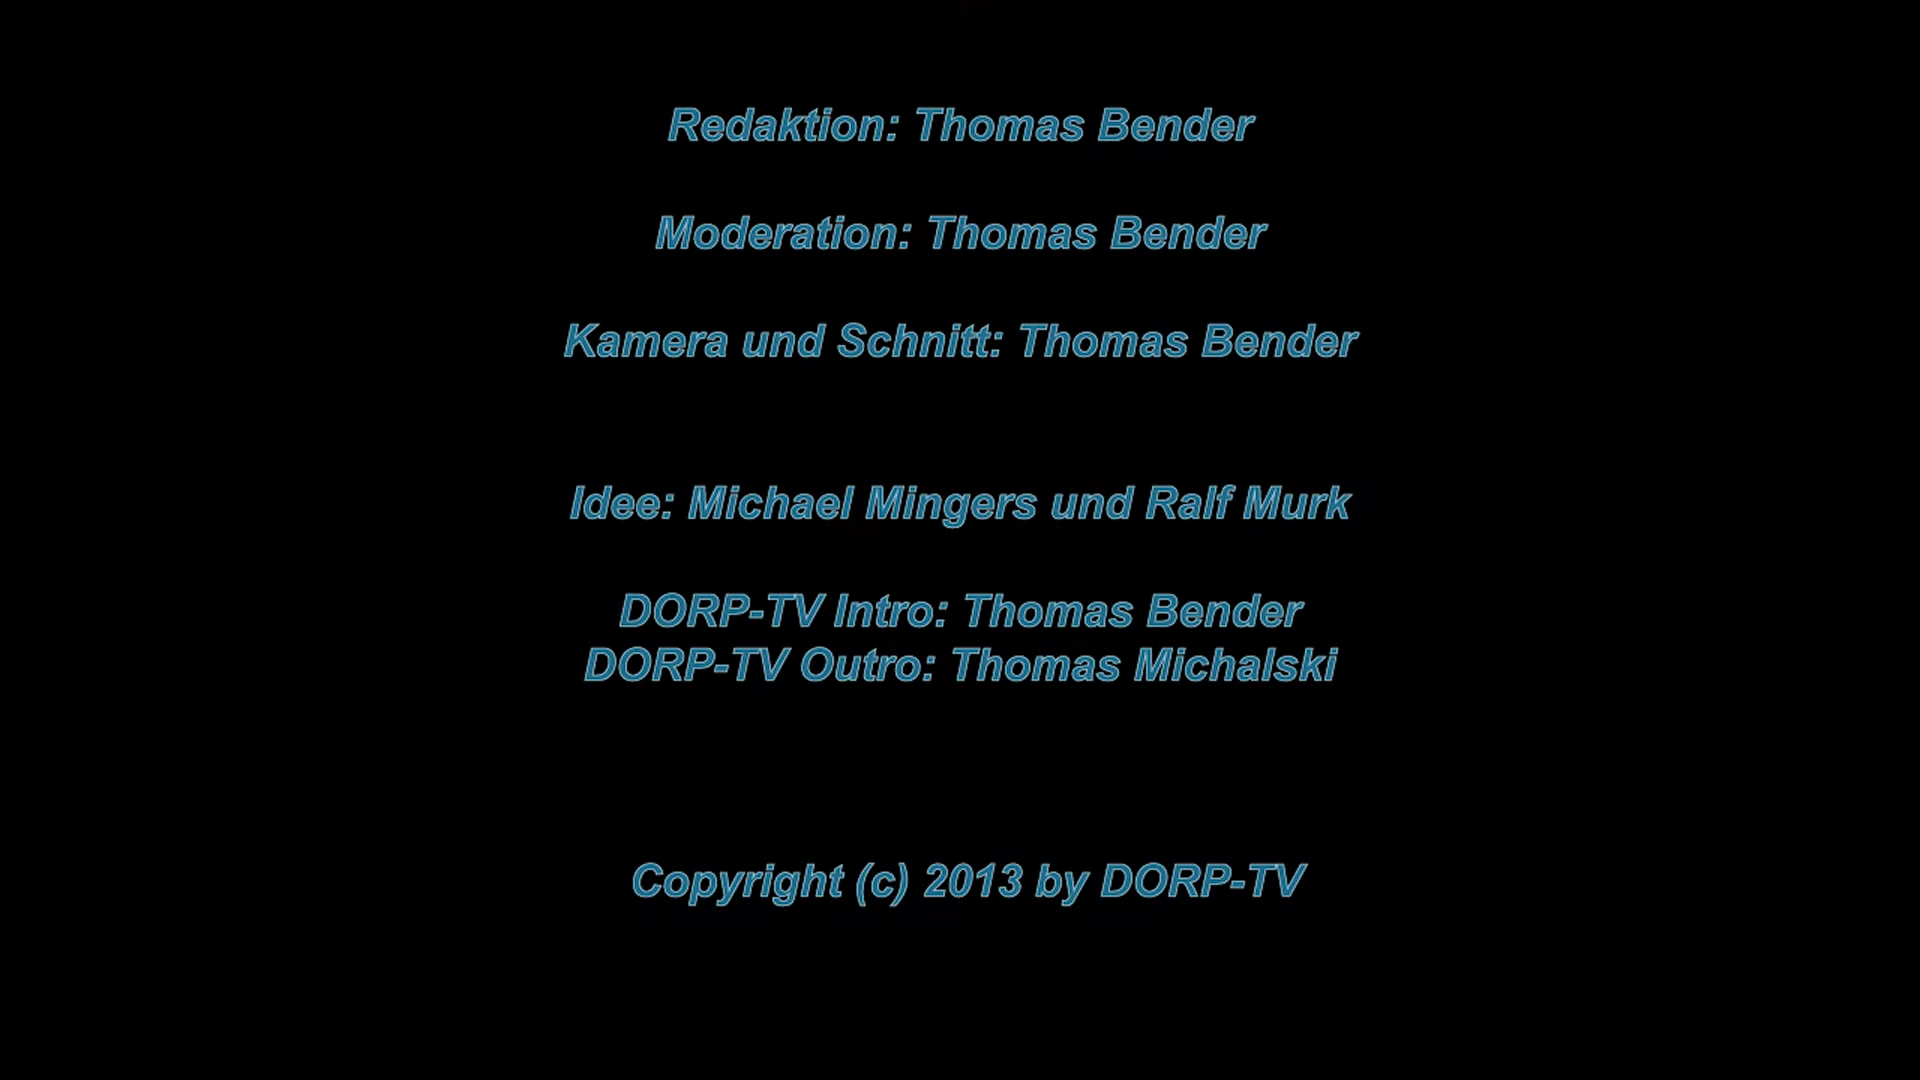 Redaktion: Thomas Bender
Moderation: Thomas Bender
Kamera und Schnitt: Thomas Bender
Idee: Michael Mingers und Ralf Murk
DORP-TV Intro: Thomas Bender
DORP-TV Outro: Thomas Michalski
Copyright (c) 2013 by DORP-TV